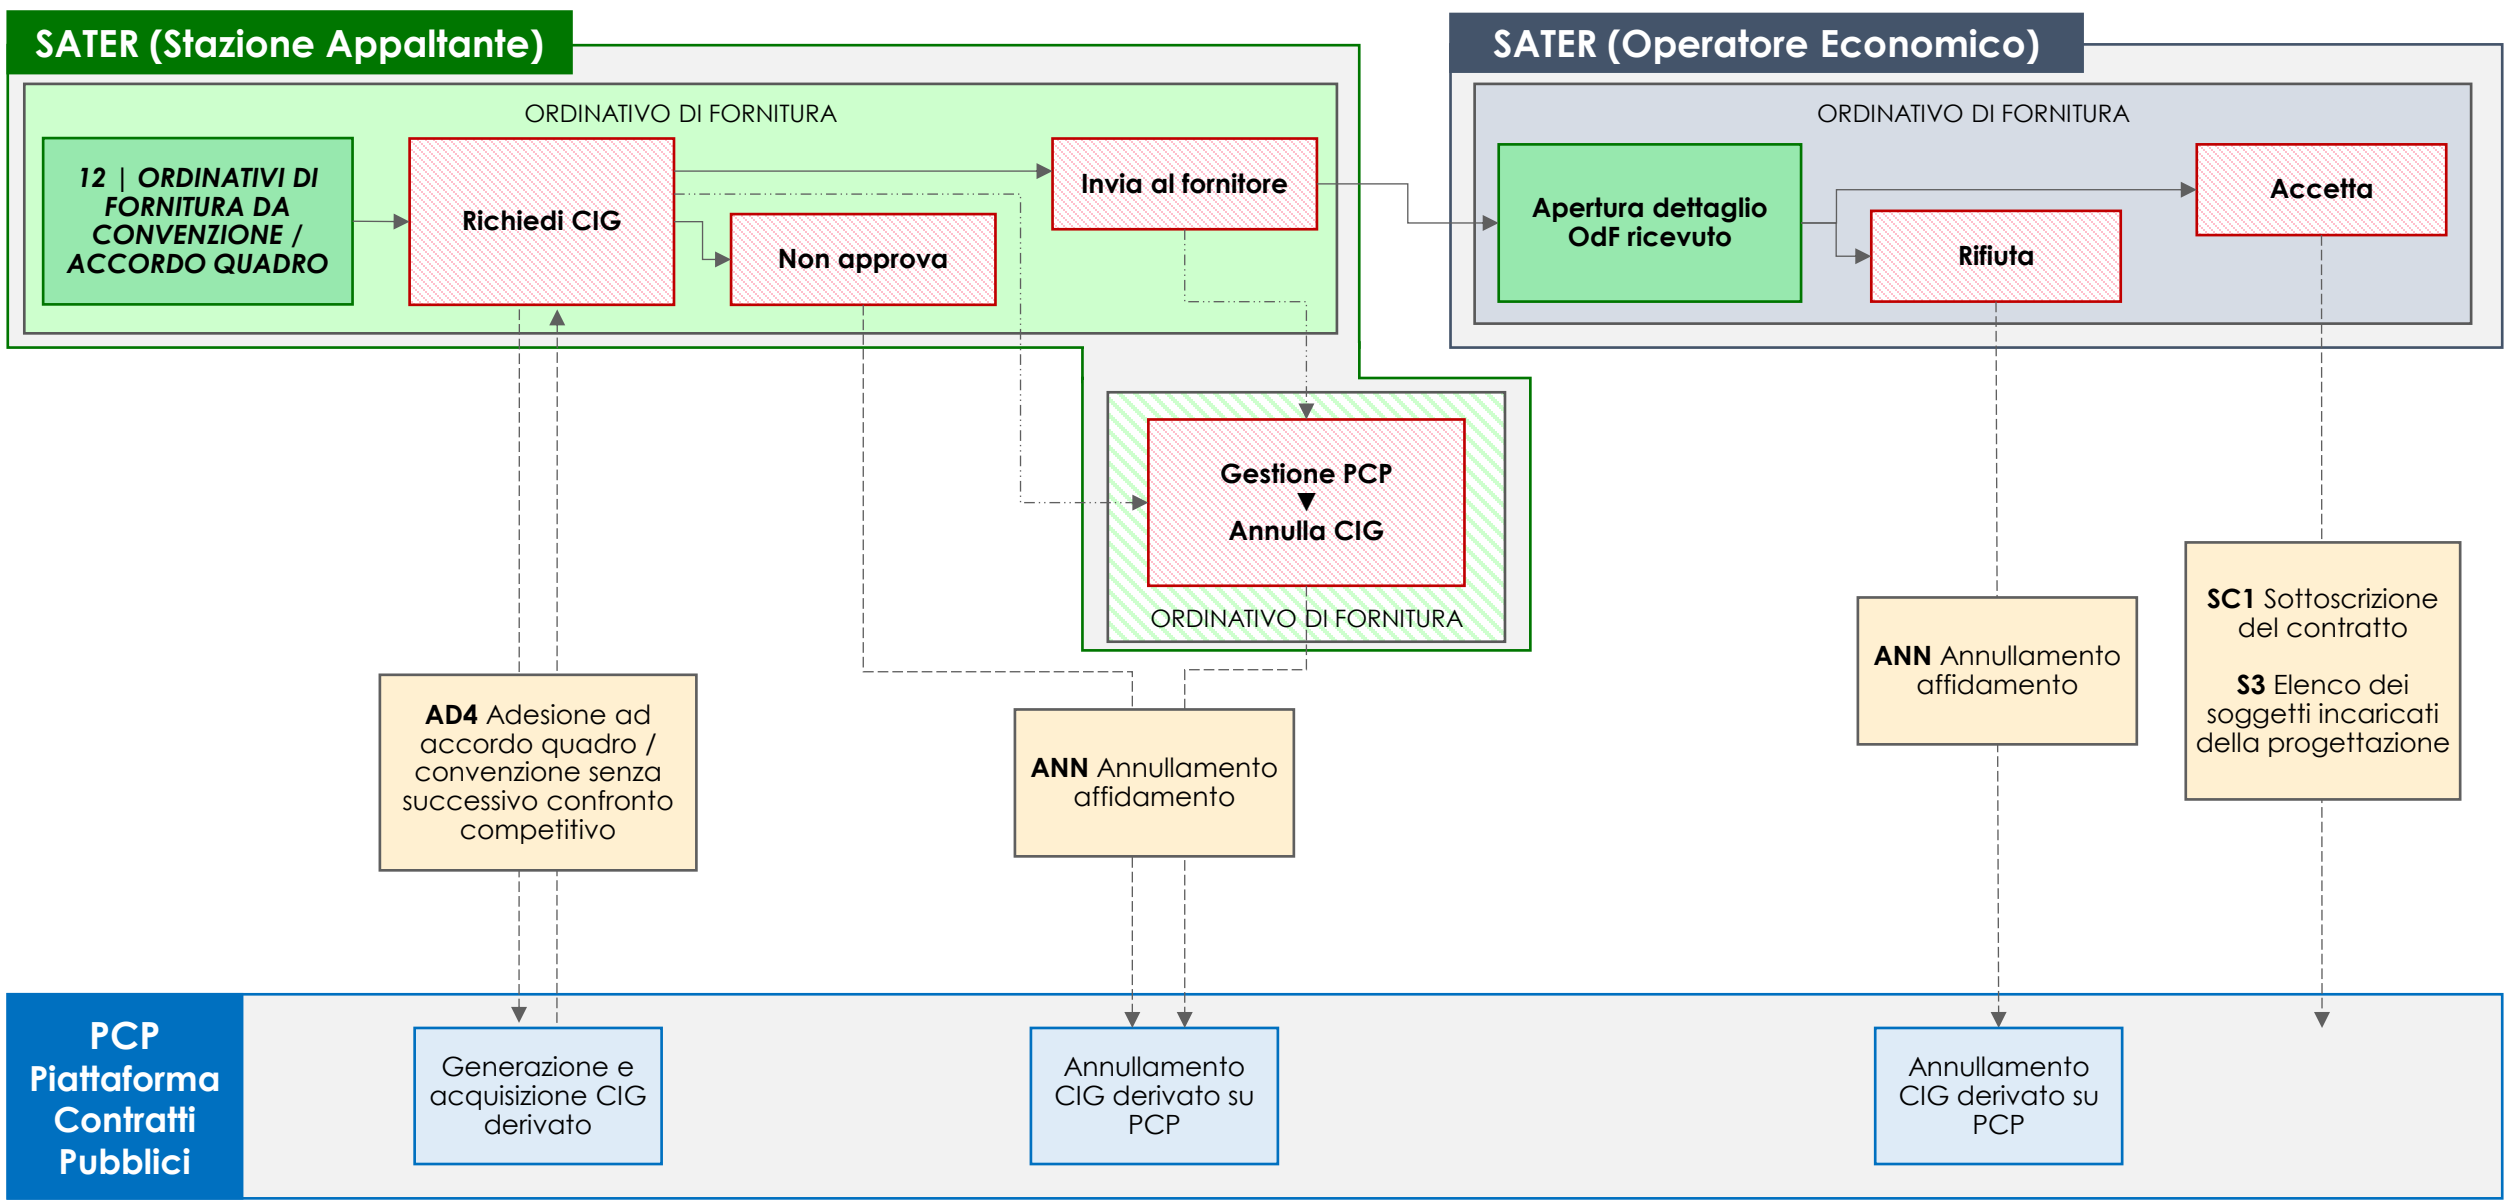 SATER (Stazione Appaltante)
ORDINATIVO DI FORNITURA
12 | ORDINATIVI DI
FORNITURA DA
CONVENZIONE /
ACCORDO QUADRO
Richiedi CIG
Non approva
Invia al fornitore
Gestione PCP
▼
Annulla CIG
ORDINATIVO DI FORNITURA
SATER (Operatore Economico)
ORDINATIVO DI FORNITURA
Apertura dettaglio
OdF ricevuto
Rifiuta
Accetta
AD4 Adesione ad
accordo quadro /
convenzione senza
successivo confronto
competitivo
ANN Annullamento
affidamento
ANN Annullamento
affidamento
SC1 Sottoscrizione
del contratto
S3 Elenco dei
soggetti incaricati
della progettazione
PCP
Piattaforma
Contratti
Pubblici
Generazione e
acquisizione CIG
derivato
Annullamento
CIG derivato su
PCP
Annullamento
CIG derivato su
PCP